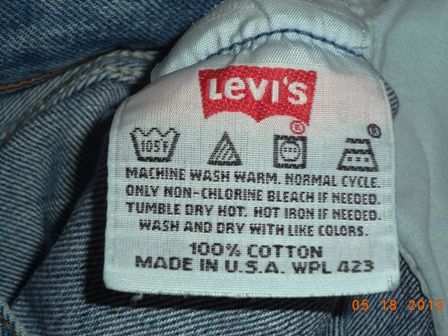 Levi's
®
105°F
®
MACHINE WASH WARM. NORMAL CYCLE.
ONLY NON-CHLORINE BLEACH IF NEEDED.
TUMBLE DRY HOT. HOT IRON IF NEEDED.
WASH AND DRY WITH LIKE COLORS.
100% COTTON
MADE IN U.S.A. WPL 423
05 18 2013